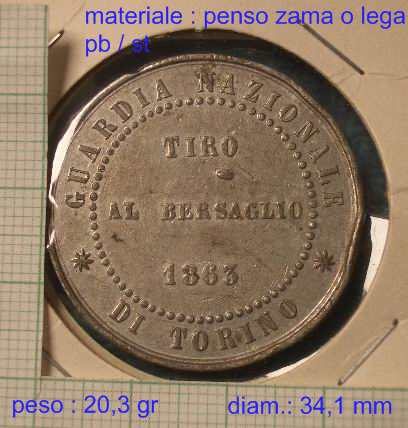 materiale : penso zama o lega
pb / st
GUARDIA NAZIONALE
TIRO
AL BERSAGLIO
1863
DI TORINO
peso : 20,3 gr
diam.: 34,1 mm